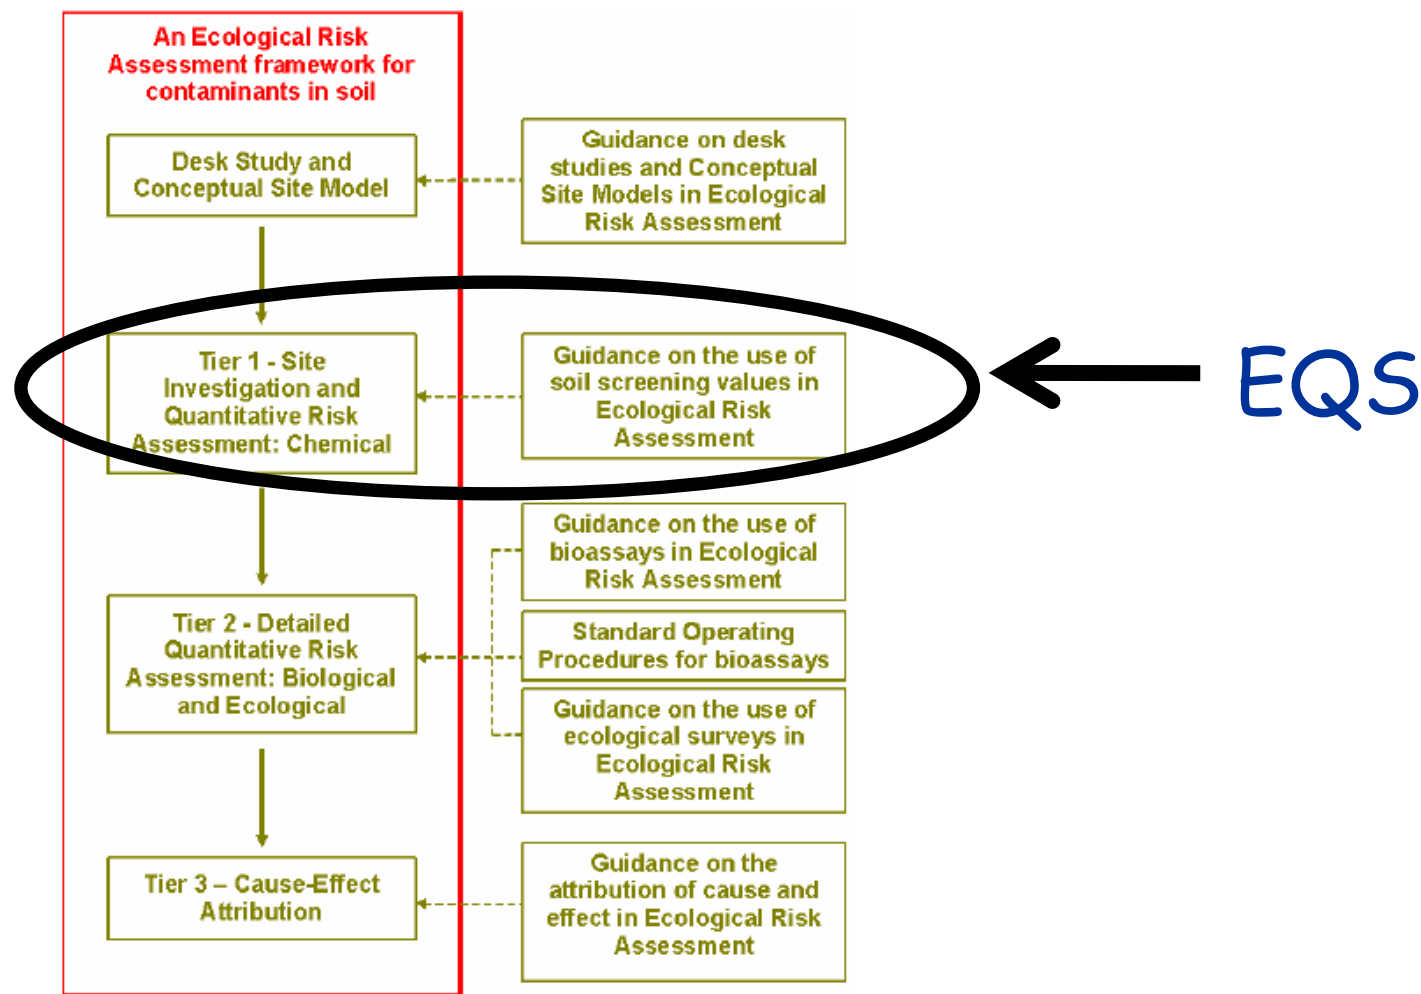 An Ecological Risk
Assessment framework for
contaminants in soil
Desk Study and
Conceptual Site Model
Guidance on desk
studies and Conceptual
Site Models in Ecological
Risk Assessment
Tier 1 - Site
Investigation and
Quantitative Risk
Assessment: Chemical
Guidance on the use of
soil screening values in
Ecological Risk
Assessment
EQS
Guidance on the use of
bioassays in Ecological
Risk Assessment
Tier 2 - Detailed
Quantitative Risk
Assessment: Biological
and Ecological
Standard Operating
Procedures for bioassays
Guidance on the use of
ecological surveys in
Ecological Risk
Assessment
Tier 3 – Cause-Effect
Attribution
Guidance on the
attribution of cause and
effect in Ecological Risk
Assessment